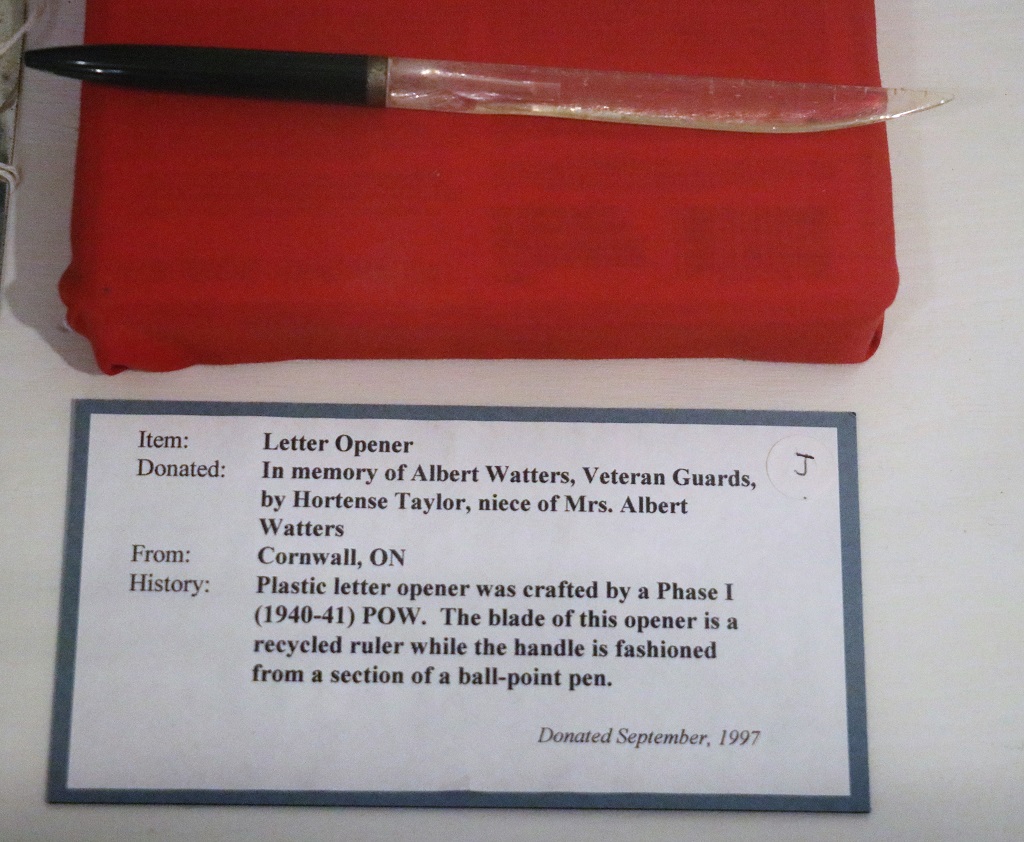 J
Item: Letter Opener
Donated: In memory of Albert Watters, Veteran Guards,
by Hortense Taylor, niece of Mrs. Albert
Watters
From: Cornwall, ON
History: Plastic letter opener was crafted by a Phase I
(1940-41) POW. The blade of this opener is a
recycled ruler while the handle is fashioned
from a section of a ball-point pen.
Donated September, 1997